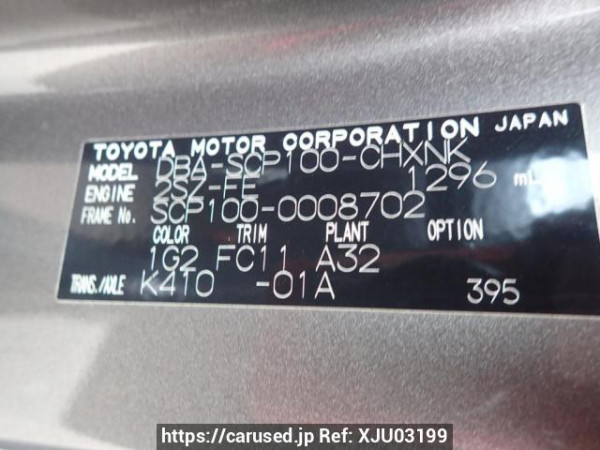 TOYOTA MOTOR CORPORATION JAPAN
MODEL DBA-SCP100-CHXNK
ENGINE 2SZ-FE 1296 mL
FRAME No. SCP100-0008702
COLOR TRIM PLANT OPTION
1G2 FC11 A32
TRANS./AXLE K410 -01A 395
https://carused.jp Ref: XJU03199